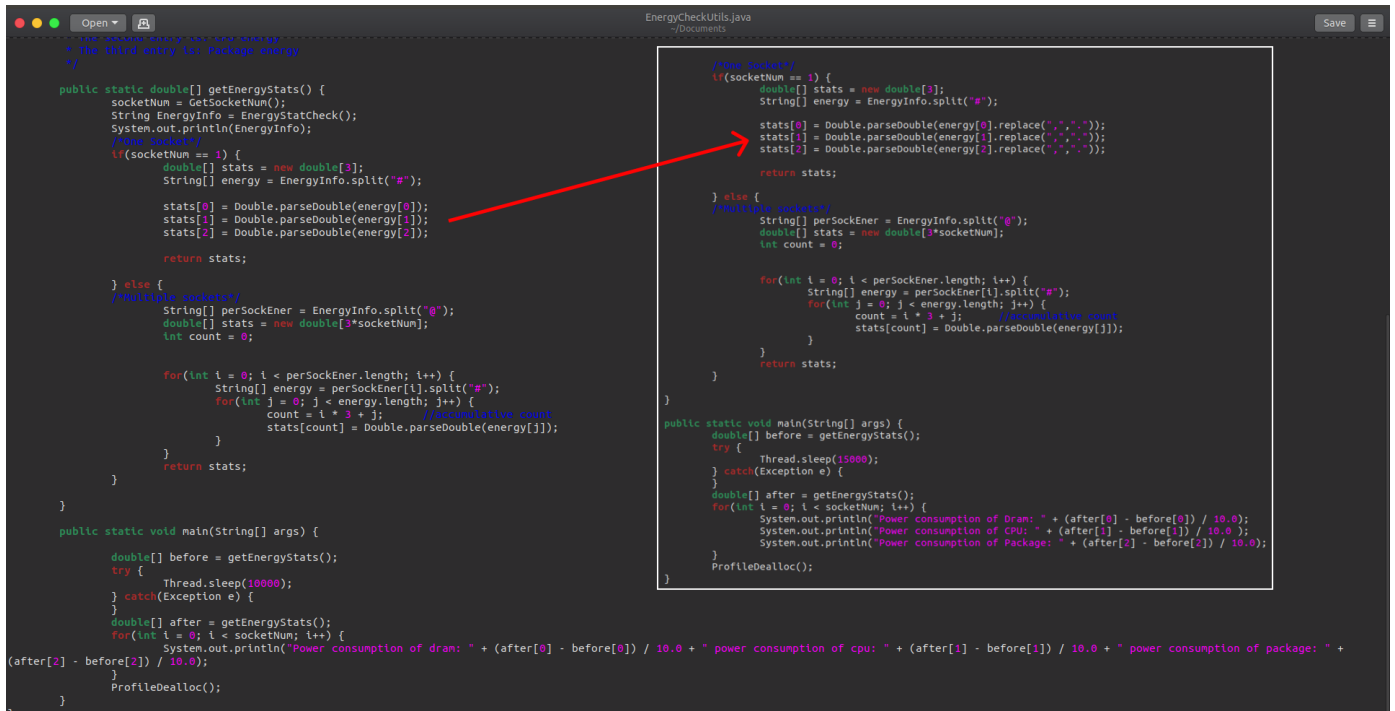 Open
EnergyCheckUtils.java
~/Documents
Save
* The second entry is: CPU energy
* The third entry is: Package energy
*/
public static double[] getEnergyStats() {
socketNum = GetSocketNum();
String EnergyInfo = EnergyStatCheck();
System.out.println(EnergyInfo);
/*One Socket*/
if(socketNum == 1) {
double[] stats = new double[3];
String[] energy = EnergyInfo.split("#");
stats[0] = Double.parseDouble(energy[0]);
stats[1] = Double.parseDouble(energy[1]);
stats[2] = Double.parseDouble(energy[2]);
return stats;
} else {
/*Multiple sockets*/
String[] perSockEner = EnergyInfo.split("@");
double[] stats = new double[3*socketNum];
int count = 0;
for(int i = 0; i < perSockEner.length; i++) {
String[] energy = perSockEner[i].split("#");
for(int j = 0; j < energy.length; j++) {
count = i * 3 + j; //accumulative count
stats[count] = Double.parseDouble(energy[j]);
}
}
return stats;
}
}
public static void main(String[] args) {
double[] before = getEnergyStats();
try {
Thread.sleep(10000);
} catch(Exception e) {
}
double[] after = getEnergyStats();
for(int i = 0; i < socketNum; i++) {
System.out.println("Power consumption of dram: " + (after[0] - before[0]) / 10.0 + " power consumption of cpu: " + (after[1] - before[1]) / 10.0 + " power consumption of package: " +
(after[2] - before[2]) / 10.0);
}
ProfileDealloc();
}
/*One Socket*/
if(socketNum == 1) {
double[] stats = new double[3];
String[] energy = EnergyInfo.split("#");
stats[0] = Double.parseDouble(energy[0].replace(",","."));
stats[1] = Double.parseDouble(energy[1].replace(",","."));
stats[2] = Double.parseDouble(energy[2].replace(",","."));
return stats;
} else {
/*Multiple sockets*/
String[] perSockEner = EnergyInfo.split("@");
double[] stats = new double[3*socketNum];
int count = 0;
for(int i = 0; i < perSockEner.length; i++) {
String[] energy = perSockEner[i].split("#");
for(int j = 0; j < energy.length; j++) {
count = i * 3 + j; //accumulative count
stats[count] = Double.parseDouble(energy[j]);
}
}
return stats;
}
}
public static void main(String[] args) {
double[] before = getEnergyStats();
try {
Thread.sleep(15000);
} catch(Exception e) {
}
double[] after = getEnergyStats();
for(int i = 0; i < socketNum; i++) {
System.out.println("Power consumption of Dram: " + (after[0] - before[0]) / 10.0);
System.out.println("Power consumption of CPU: " + (after[1] - before[1]) / 10.0 );
System.out.println("Power consumption of Package: " + (after[2] - before[2]) / 10.0);
}
ProfileDealloc();
}